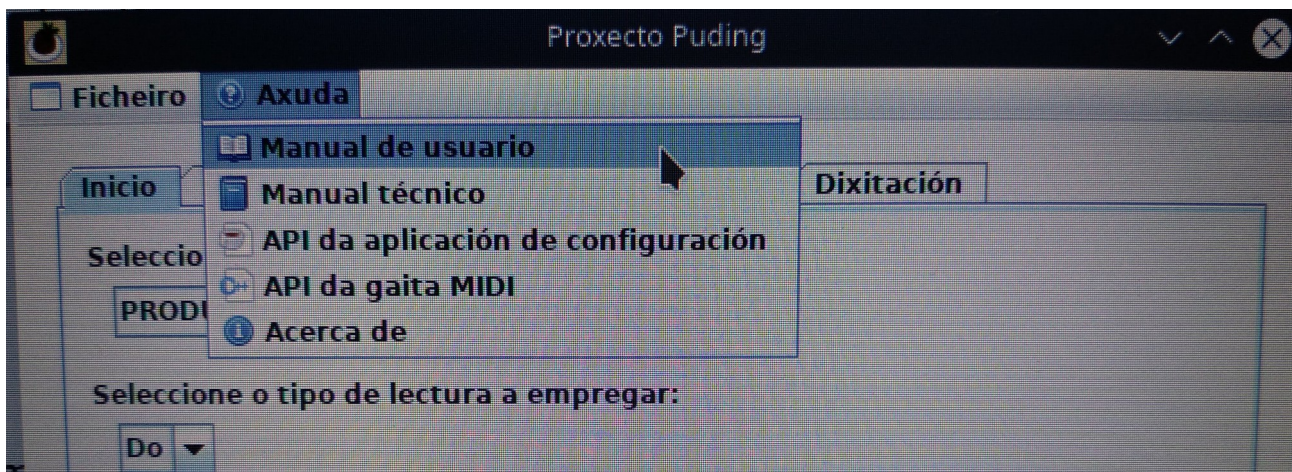 Proxecto Puding
Ficheiro Axuda
Manual de usuario
Inicio
Dixitación
Manual técnico
API da aplicación de configuración
Seleccio
API da gaita MIDI
PRODU
Acerca de
Seleccione o tipo de lectura a empregar:
Do